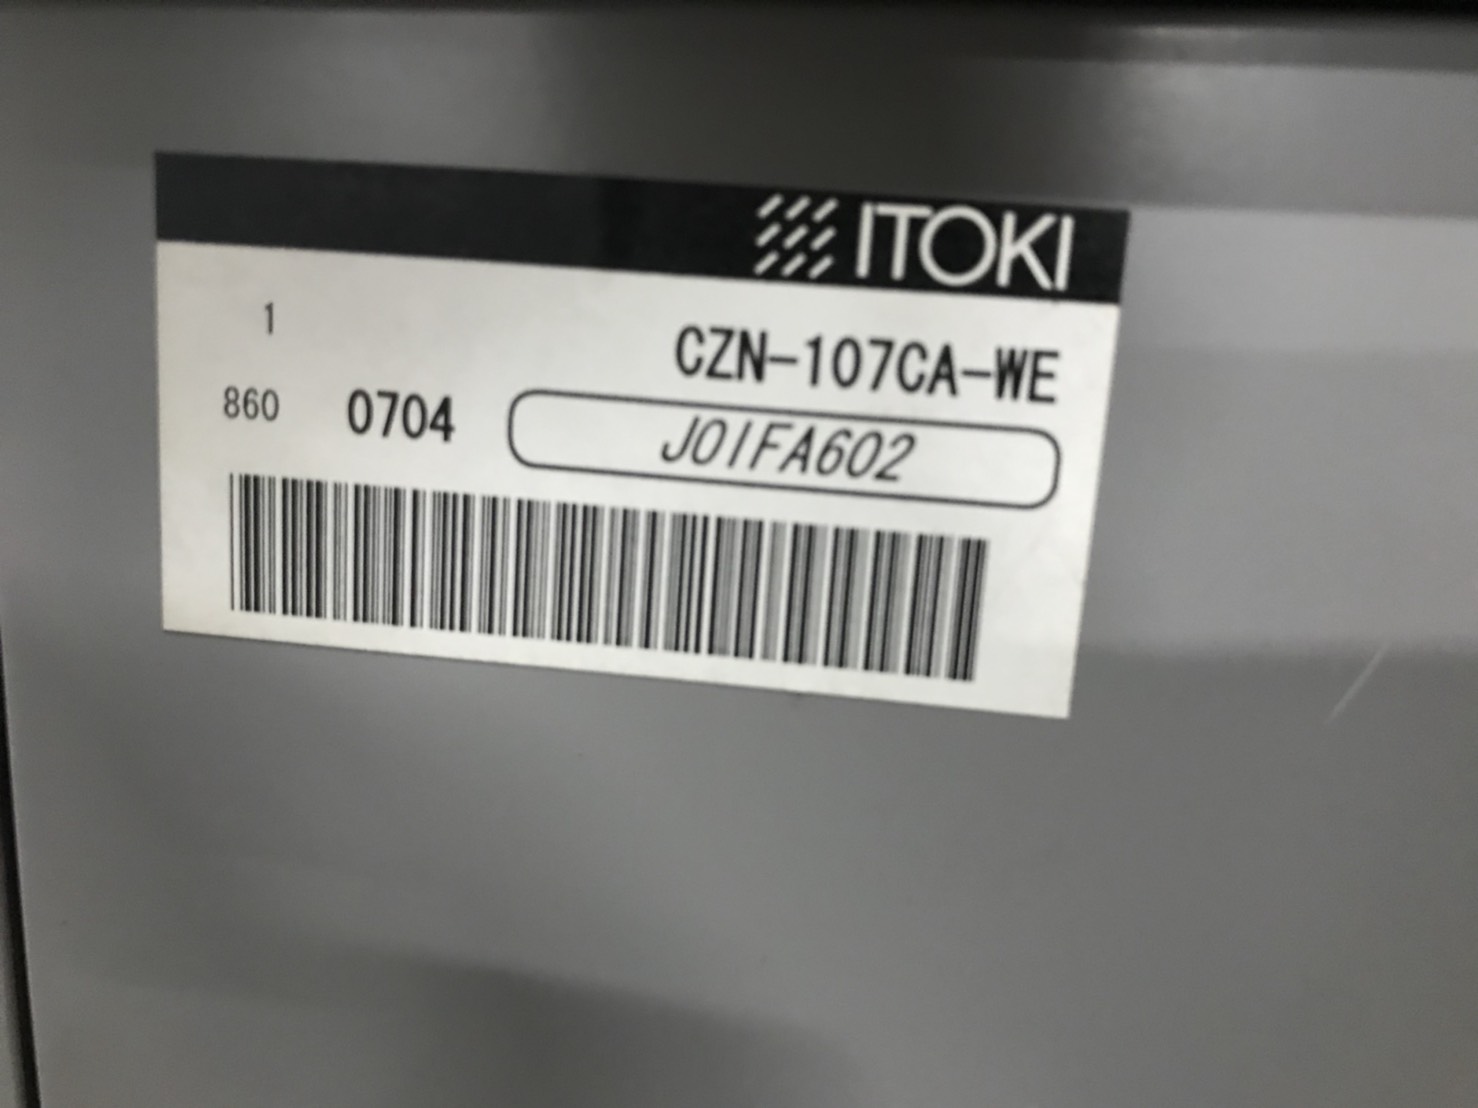 ITOKI
1
CZN-107CA-WE
860 0704 J01FA602